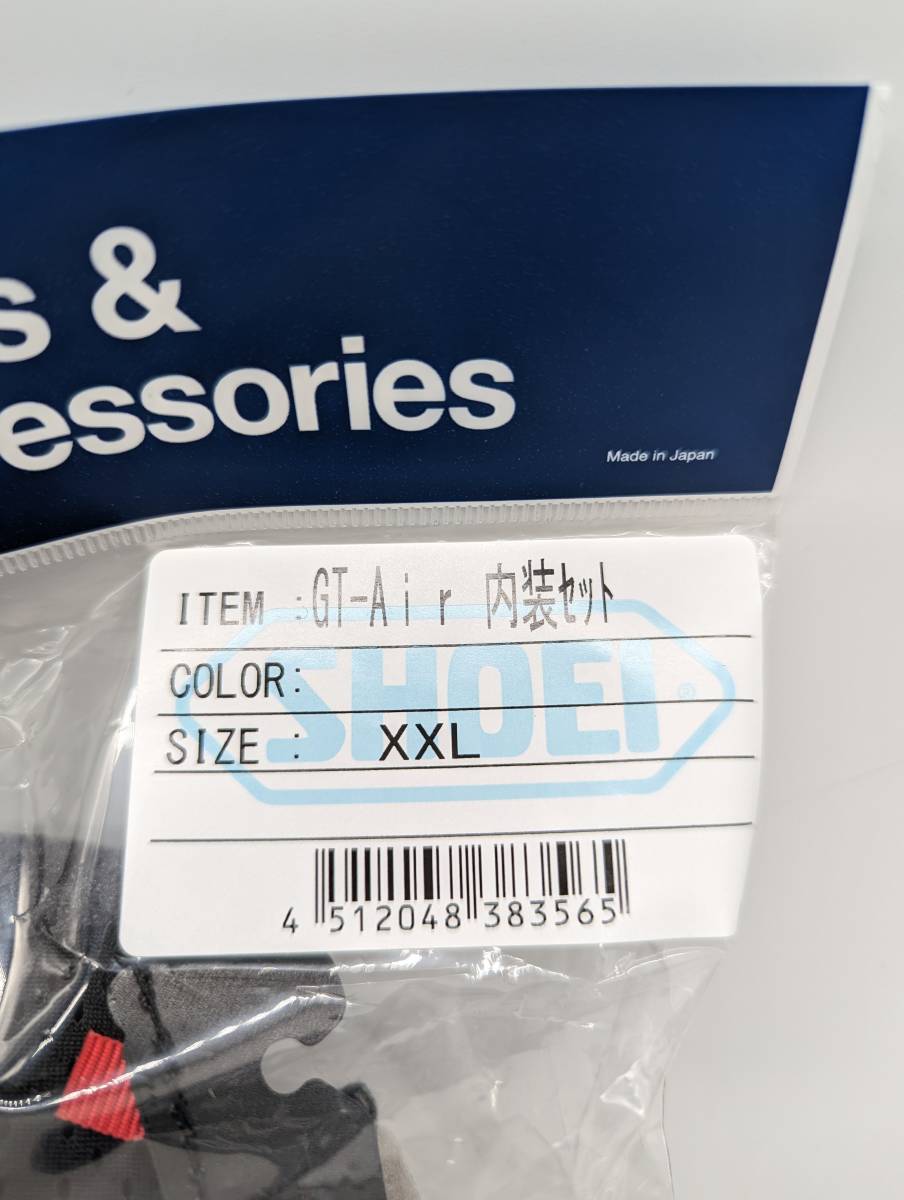 s &
essories
Made in Japan
ITEM :GT-Air 内装ｾｯﾄ
COLOR:
SHOEI®
SIZE : XXL
4 512048 383565